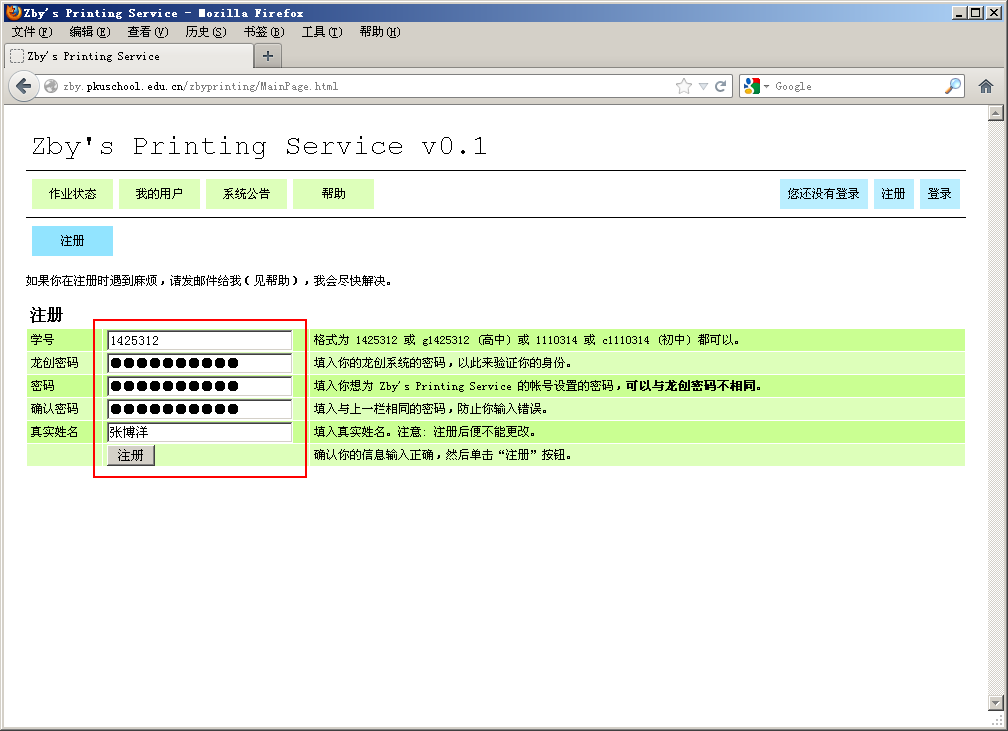 Zby's Printing Service - Mozilla Firefox
文件(F) 编辑(E) 查看(V) 历史(S) 书签(B) 工具(T) 帮助(H)
Zby's Printing Service
zby.pkuschool.edu.cn/zbyprinting/MainPage.html Google
Zby's Printing Service v0.1
作业状态 我的用户 系统公告 帮助 您还没有登录 注册 登录
注册
如果你在注册时遇到麻烦，请发邮件给我（见帮助），我会尽快解决。
注册
学号 1425312 格式为 1425312 或 g1425312 (高中) 或 1110314 或 c1110314 (初中) 都可以。
龙创密码 ●●●●●●●●●● 填入你的龙创系统的密码，以此来验证你的身份。
密码 ●●●●●●●●●● 填入你想为 Zby's Printing Service 的帐号设置的密码，可以与龙创密码不相同。
确认密码 ●●●●●●●●●● 填入与上一栏相同的密码，防止你输入错误。
真实姓名 张博洋 填入真实姓名。注意: 注册后便不能更改。
注册 确认你的信息输入正确，然后单击“注册”按钮。